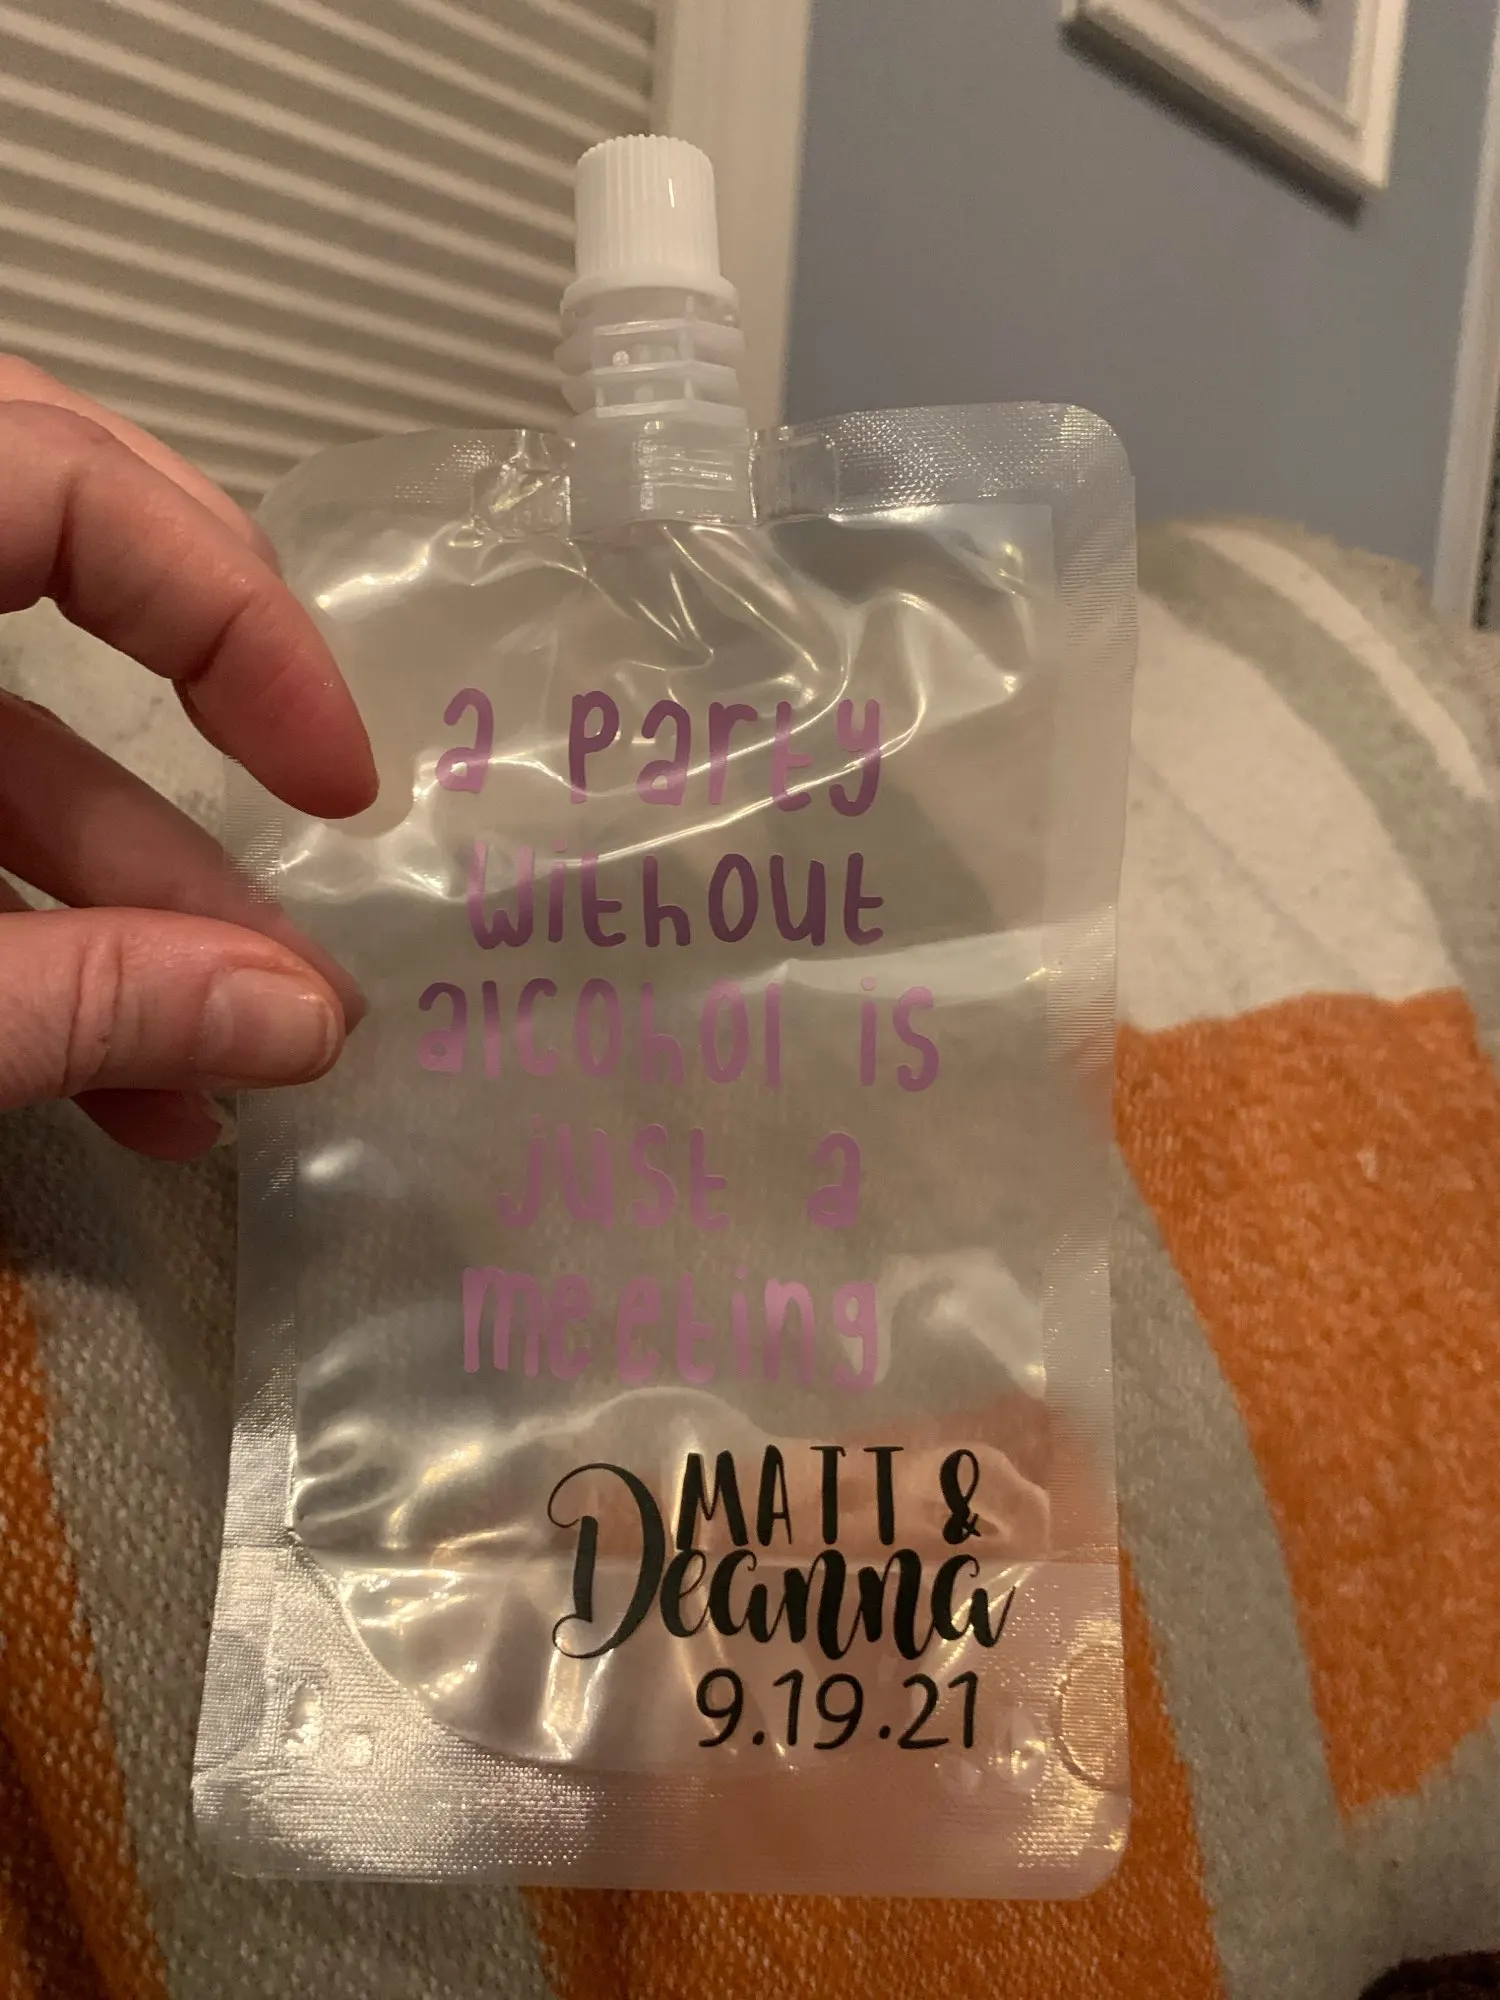 a party
without
alcohol is
just a
meeting
MATT &
Deanna
9.19.21